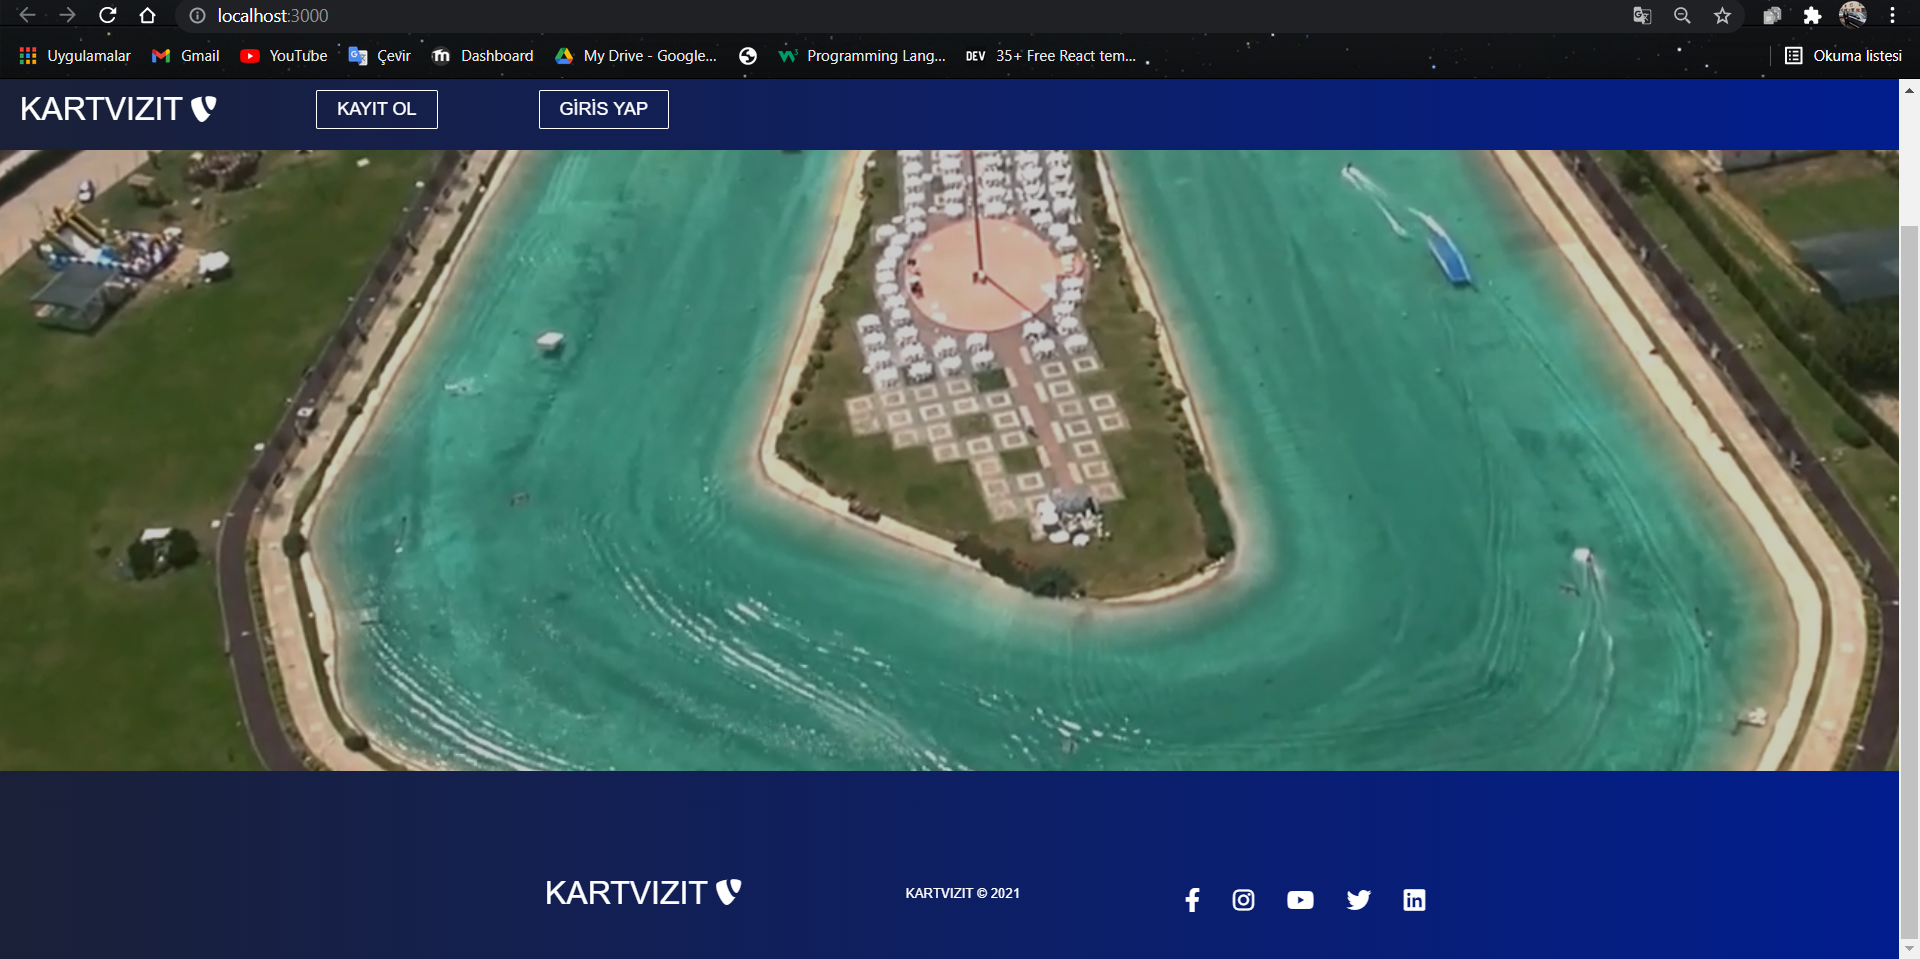 localhost:3000
Uygulamalar Gmail YouTube Çevir Dashboard My Drive - Google... Programming Lang... DEV 35+ Free React tem... Okuma listesi
KARTVIZIT KAYIT OL GİRİS YAP
KARTVIZIT KARTVIZIT © 2021